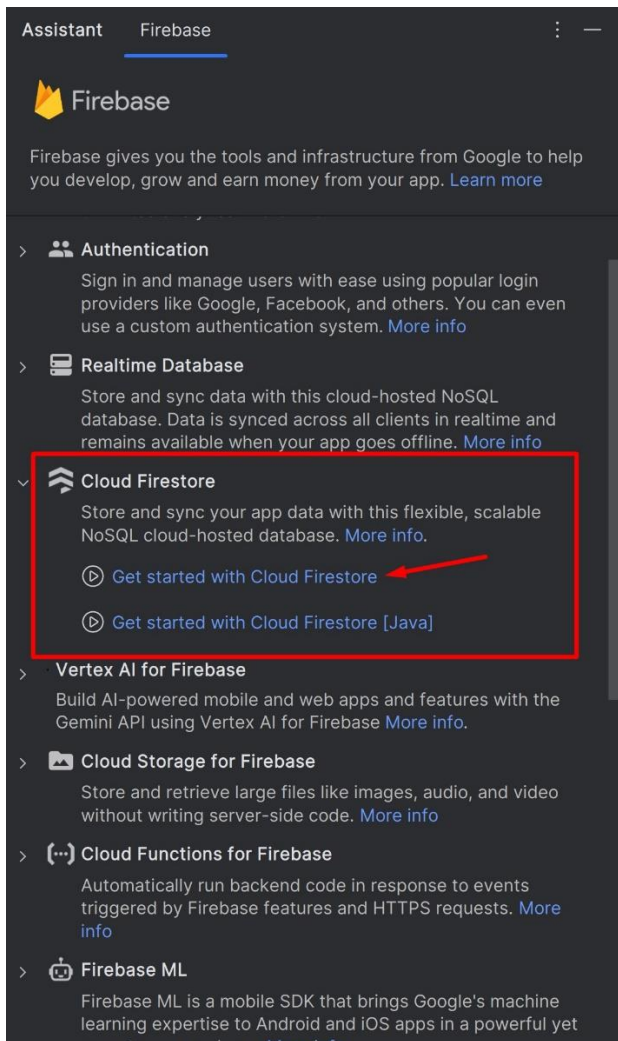 Assistant Firebase
Firebase
Firebase gives you the tools and infrastructure from Google to help
you develop, grow and earn money from your app. Learn more
Authentication
Sign in and manage users with ease using popular login
providers like Google, Facebook, and others. You can even
use a custom authentication system. More info
Realtime Database
Store and sync data with this cloud-hosted NoSQL
database. Data is synced across all clients in realtime and
remains available when your app goes offline. More info
Cloud Firestore
Store and sync your app data with this flexible, scalable
NoSQL cloud-hosted database. More info.
Get started with Cloud Firestore
Get started with Cloud Firestore [Java]
Vertex AI for Firebase
Build AI-powered mobile and web apps and features with the
Gemini API using Vertex AI for Firebase More info.
Cloud Storage for Firebase
Store and retrieve large files like images, audio, and video
without writing server-side code. More info
Cloud Functions for Firebase
Automatically run backend code in response to events
triggered by Firebase features and HTTPS requests. More
info
Firebase ML
Firebase ML is a mobile SDK that brings Google's machine
learning expertise to Android and iOS apps in a powerful yet